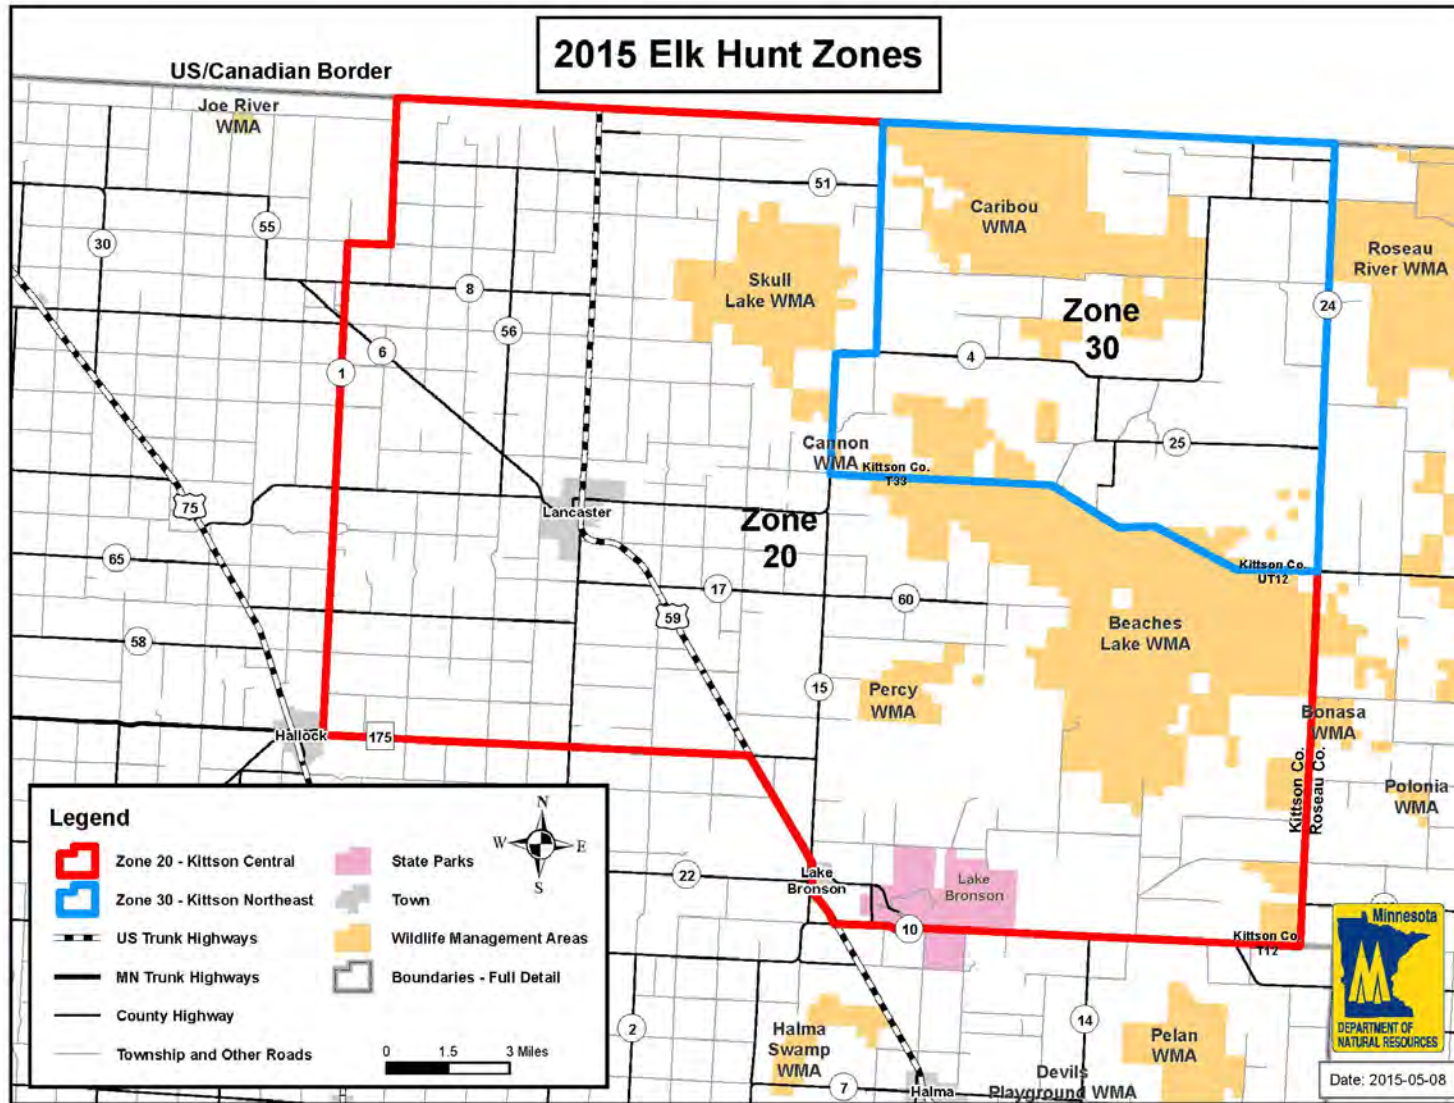 2015 Elk Hunt Zones
US/Canadian Border
Joe River
WMA
51
Caribou
WMA
55
30
Roseau
River WMA
Skull
Lake WMA
8
24
Zone
30
56
6
4
1
Cannon
WMA
25
Kittson Co.
T33
75
Lancaster
Zone
20
65
Kittson Co.
UT12
17
60
59
Beaches
Lake WMA
58
15
Percy
WMA
Bonasa
WMA
Hallock
175
Kittson Co.
Roseau Co.
Polonia
WMA
Lake
Bronson
22
Lake
Bronson
10
Kittson Co.
T12
2
14
Halma
Swamp
WMA
Pelan
WMA
Devils
Playground WMA
7
Halma
Legend
N
W
E
S
Zone 20 - Kittson Central
Zone 30 - Kittson Northeast
US Trunk Highways
MN Trunk Highways
County Highway
Township and Other Roads
State Parks
Town
Wildlife Management Areas
Boundaries - Full Detail
0 1.5 3 Miles
Minnesota
DEPARTMENT OF
NATURAL RESOURCES
Date: 2015-05-08